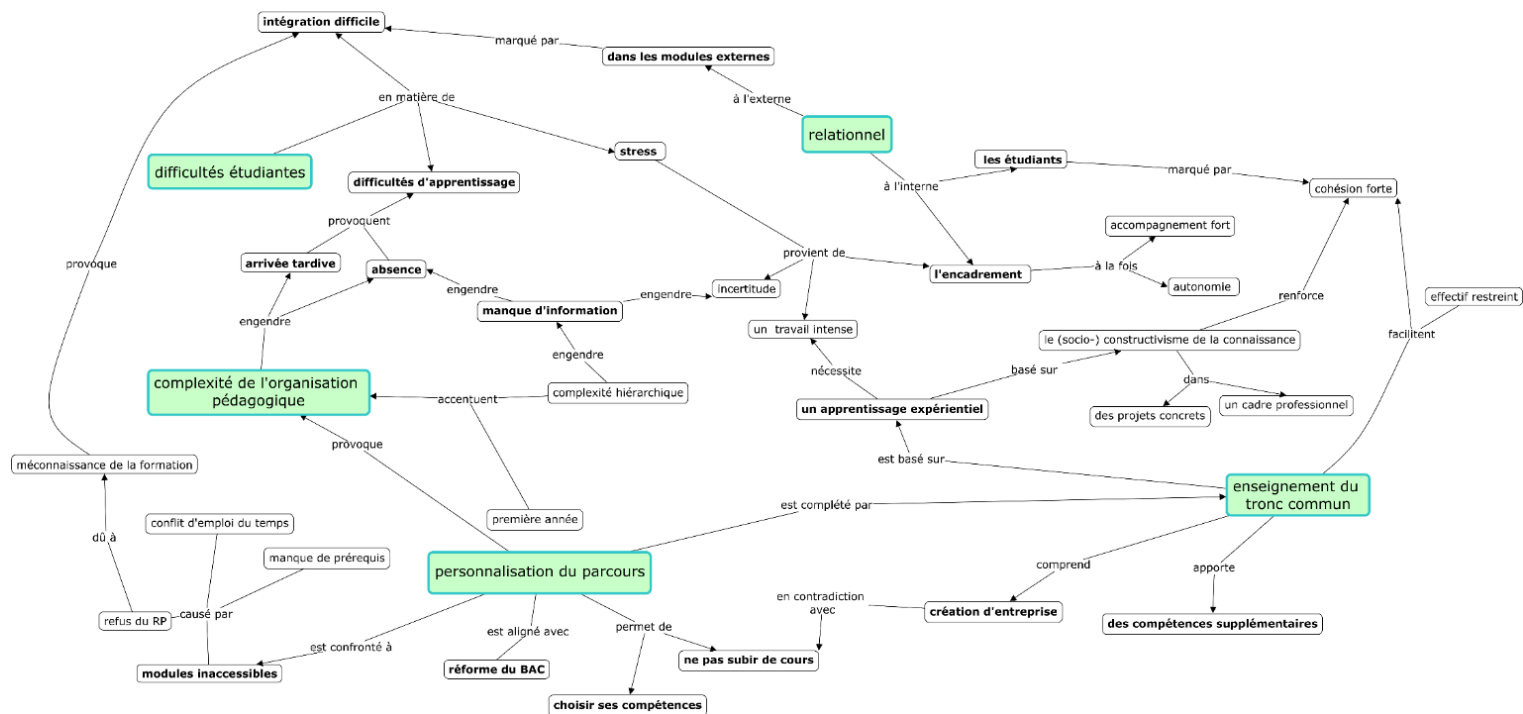 intégration difficile
marqué par
dans les modules externes
en matière de
à l'externe
relationnel
difficultés étudiantes
stress
les étudiants
difficultés d'apprentissage
à l'interne
marqué par
cohésion forte
provoquent
accompagnement fort
provoque
arrivée tardive
absence
provient de
l'encadrement
à la fois
autonomie
engendre
incertitude
engendre
manque d'information
renforce
effectif restreint
engendre
un travail intense
le (socio-) constructivisme de la connaissance
facilitent
engendre
complexité de l'organisation
pédagogique
complexité hiérarchique
accentuent
nécessite
basé sur
dans
un apprentissage expérientiel
des projets concrets
un cadre professionnel
provoque
méconnaissance de la formation
est basé sur
enseignement du
tronc commun
est complété par
conflit d'emploi du temps
première année
dû à
manque de prérequis
personnalisation du parcours
comprend
apporte
refus du RP
causé par
en contradiction
avec
création d'entreprise
des compétences supplémentaires
est aligné avec
permet de
est confronté à
modules inaccessibles
réforme du BAC
ne pas subir de cours
choisir ses compétences